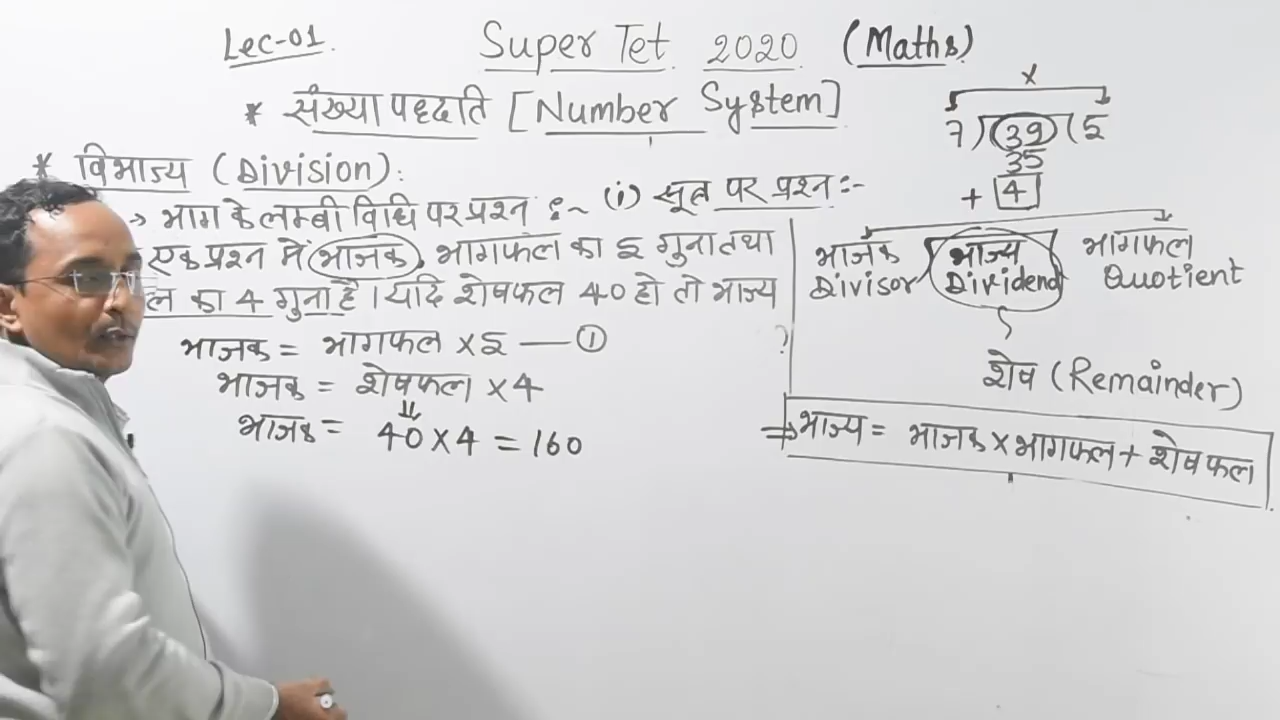 Lec-01. Super Tet 2020 (Maths)
* संख्या पद्धति [Number System]
* विभाज्य (Division):
→ भाग के लम्बी विधि पर प्रश्न :~ (i) सूत्र पर प्रश्न :-
एक प्रश्न में भाजक, भागफल का 5 गुना तथा
का 4 गुना है। यदि शेषफल 40 हो तो भाज्य
?
भाजक = भागफल × 5 — ①
भाजक = शेषफल × 4
भाजक = 40 × 4 = 160
×
7) 39 (5
35
+ 4
भाजक भाज्य भागफल
Divisor Dividend Quotient
शेष (Remainder)
⇒ भाज्य = भाजक × भागफल + शेषफल